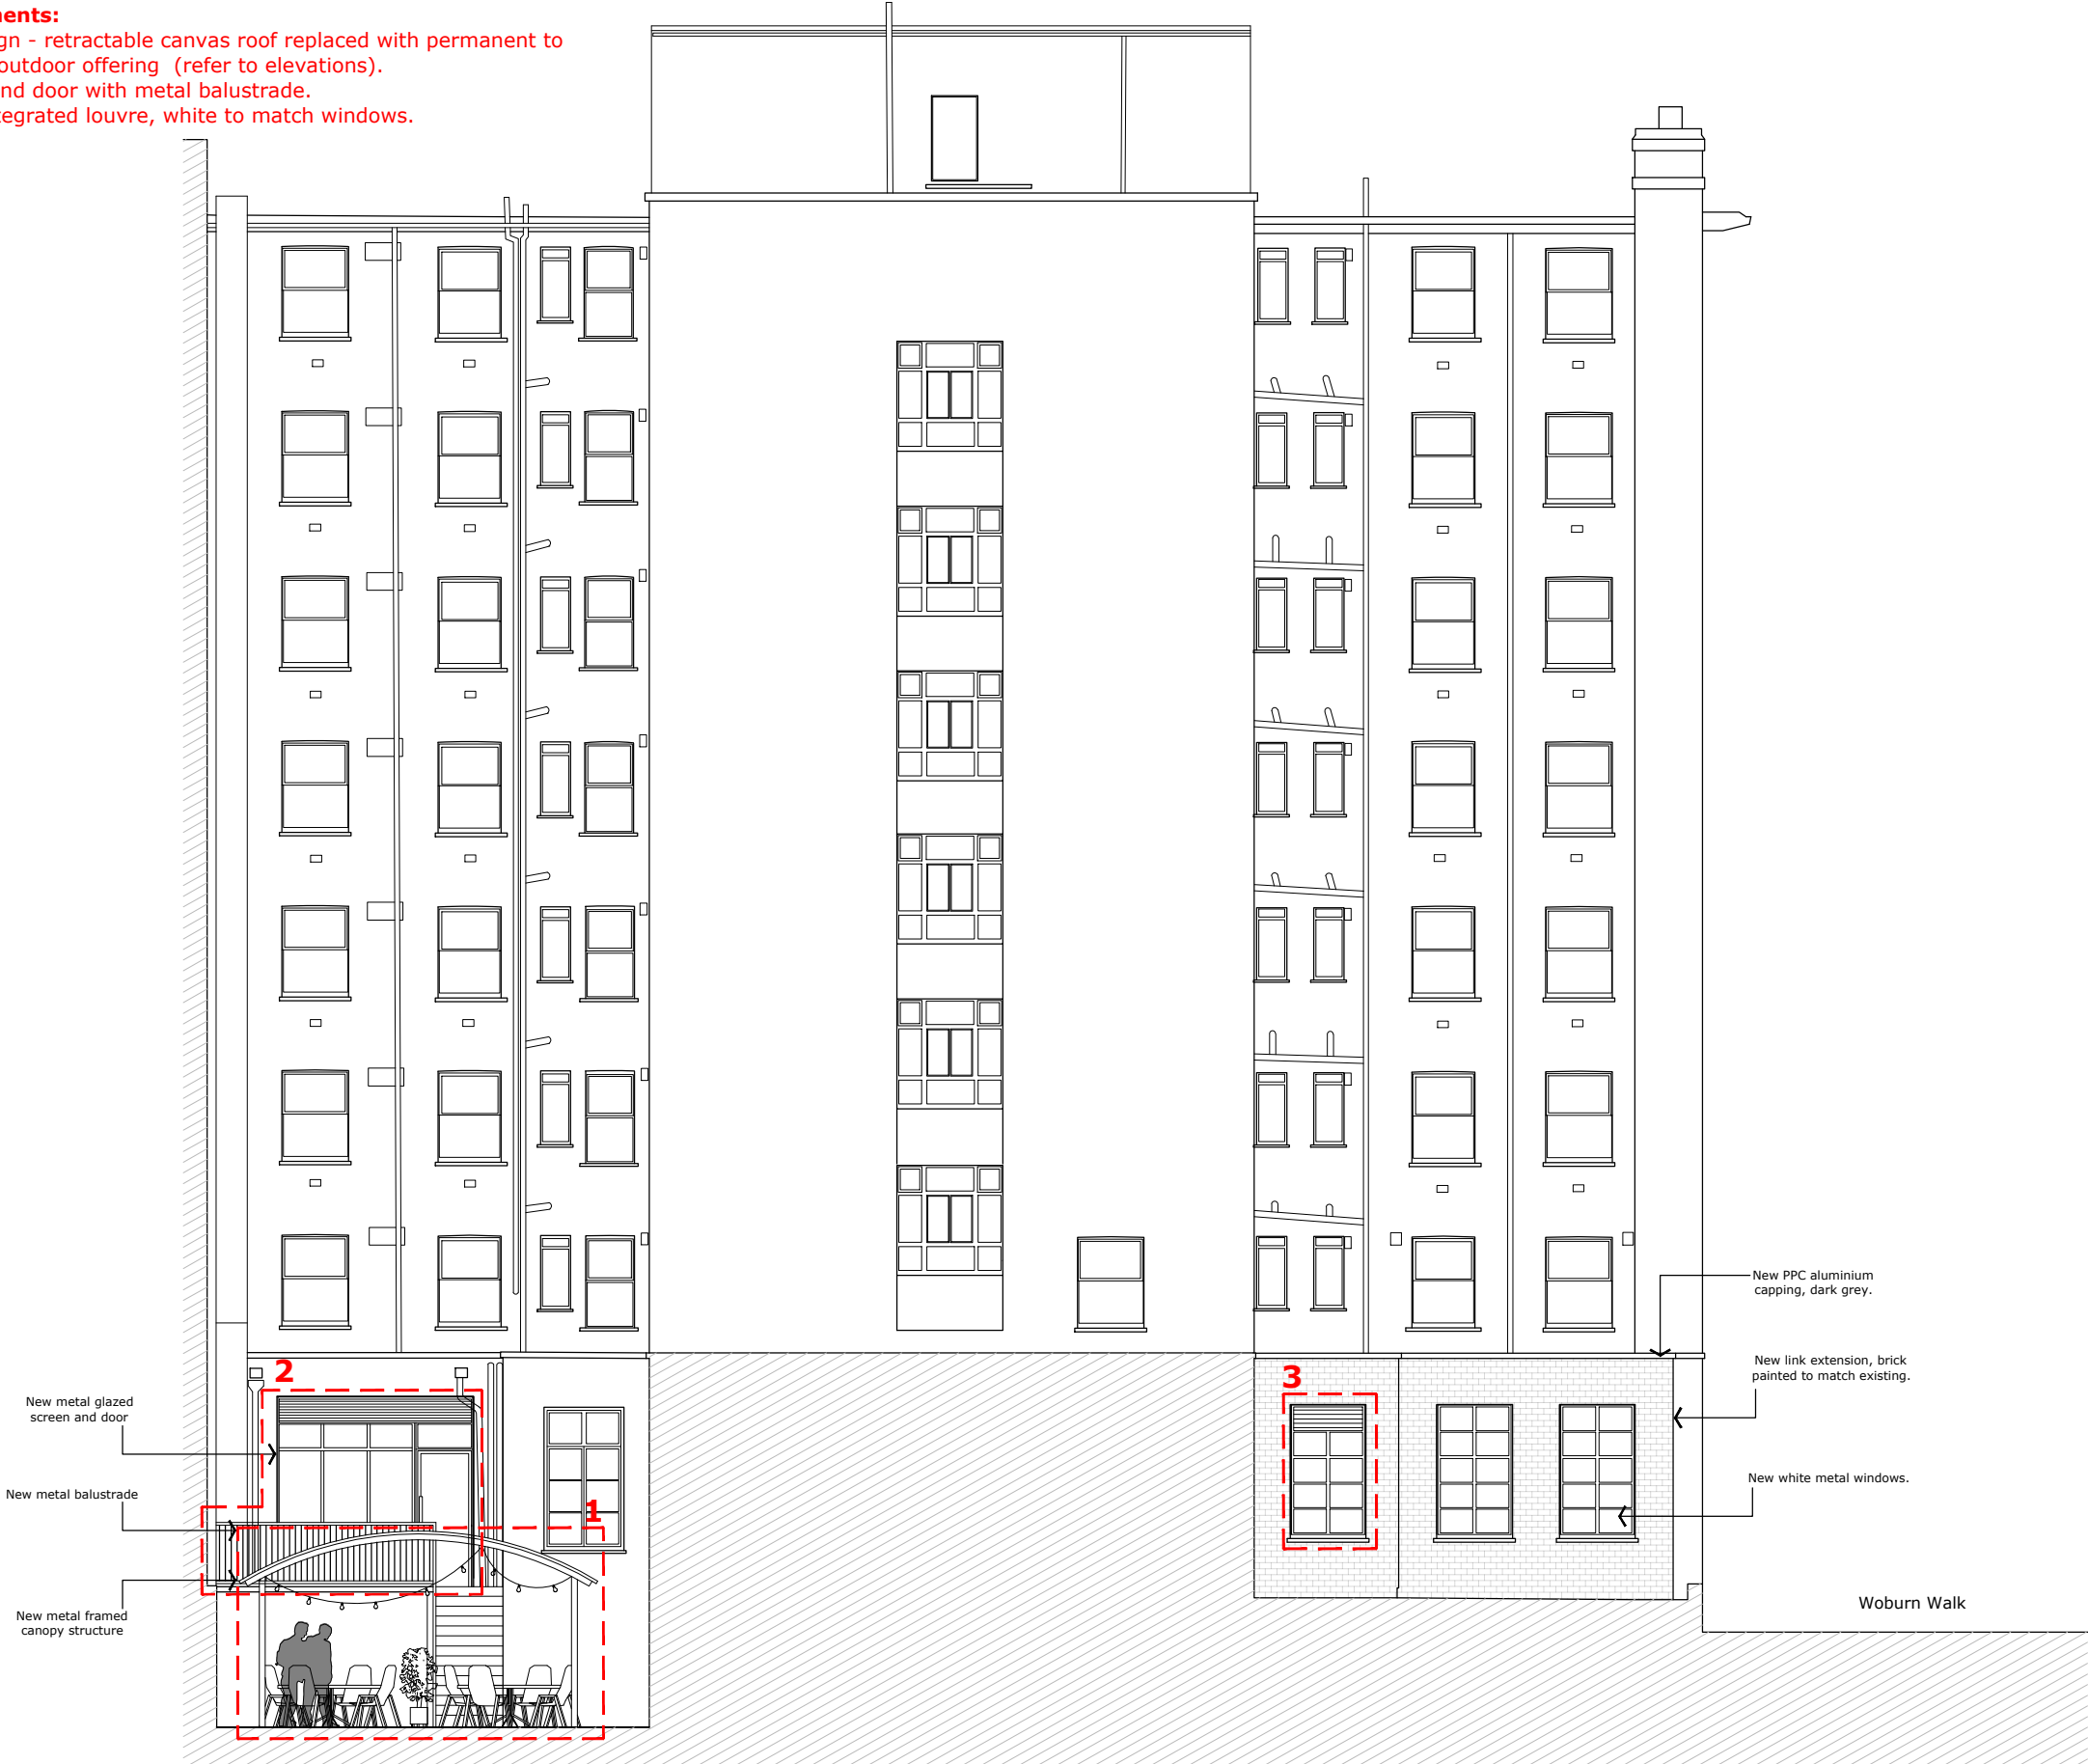 ents:
gn - retractable canvas roof replaced with permanent to
outdoor offering (refer to elevations).
nd door with metal balustrade.
tegrated louvre, white to match windows.
New PPC aluminium
capping, dark grey.
2
3
New link extension, brick
painted to match existing.
New metal glazed
screen and door
New white metal windows.
New metal balustrade
1
New metal framed
canopy structure
Woburn Walk